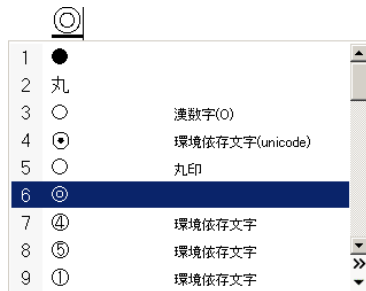 ◎
1 ●
2 丸
3 ○ 漢数字(0)
4 ☉ 環境依存文字(unicode)
5 ○ 丸印
6 ◎
7 ④ 環境依存文字
8 ⑤ 環境依存文字
9 ① 環境依存文字